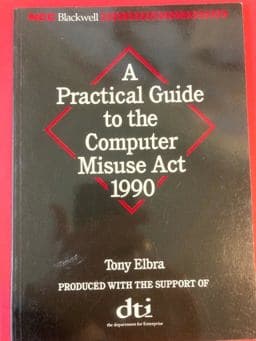 NCC Blackwell
A
Practical Guide
to the
Computer
Misuse Act
1990
Tony Elbra
PRODUCED WITH THE SUPPORT OF
dti
the department for Enterprise